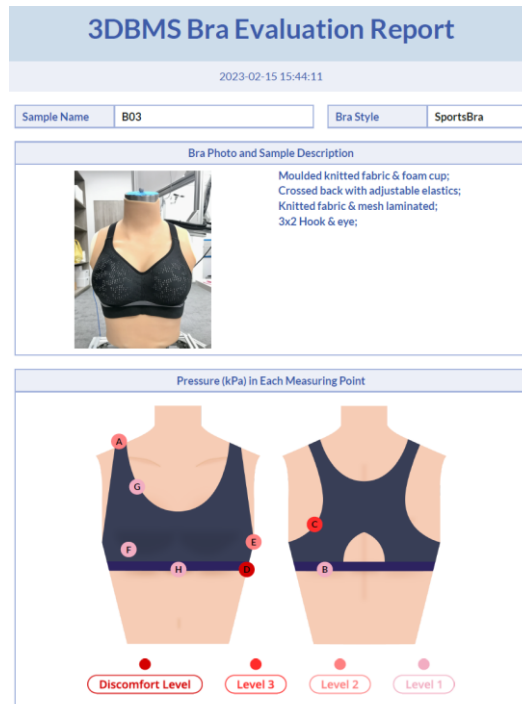 3DBMS Bra Evaluation Report
2023-02-15 15:44:11
Sample Name B03 Bra Style SportsBra
Bra Photo and Sample Description
Moulded knitted fabric & foam cup;
Crossed back with adjustable elastics;
Knitted fabric & mesh laminated;
3x2 Hook & eye;
Pressure (kPa) in Each Measuring Point
A
G
C
F
E
H
D
B
Discomfort Level Level 3 Level 2 Level 1